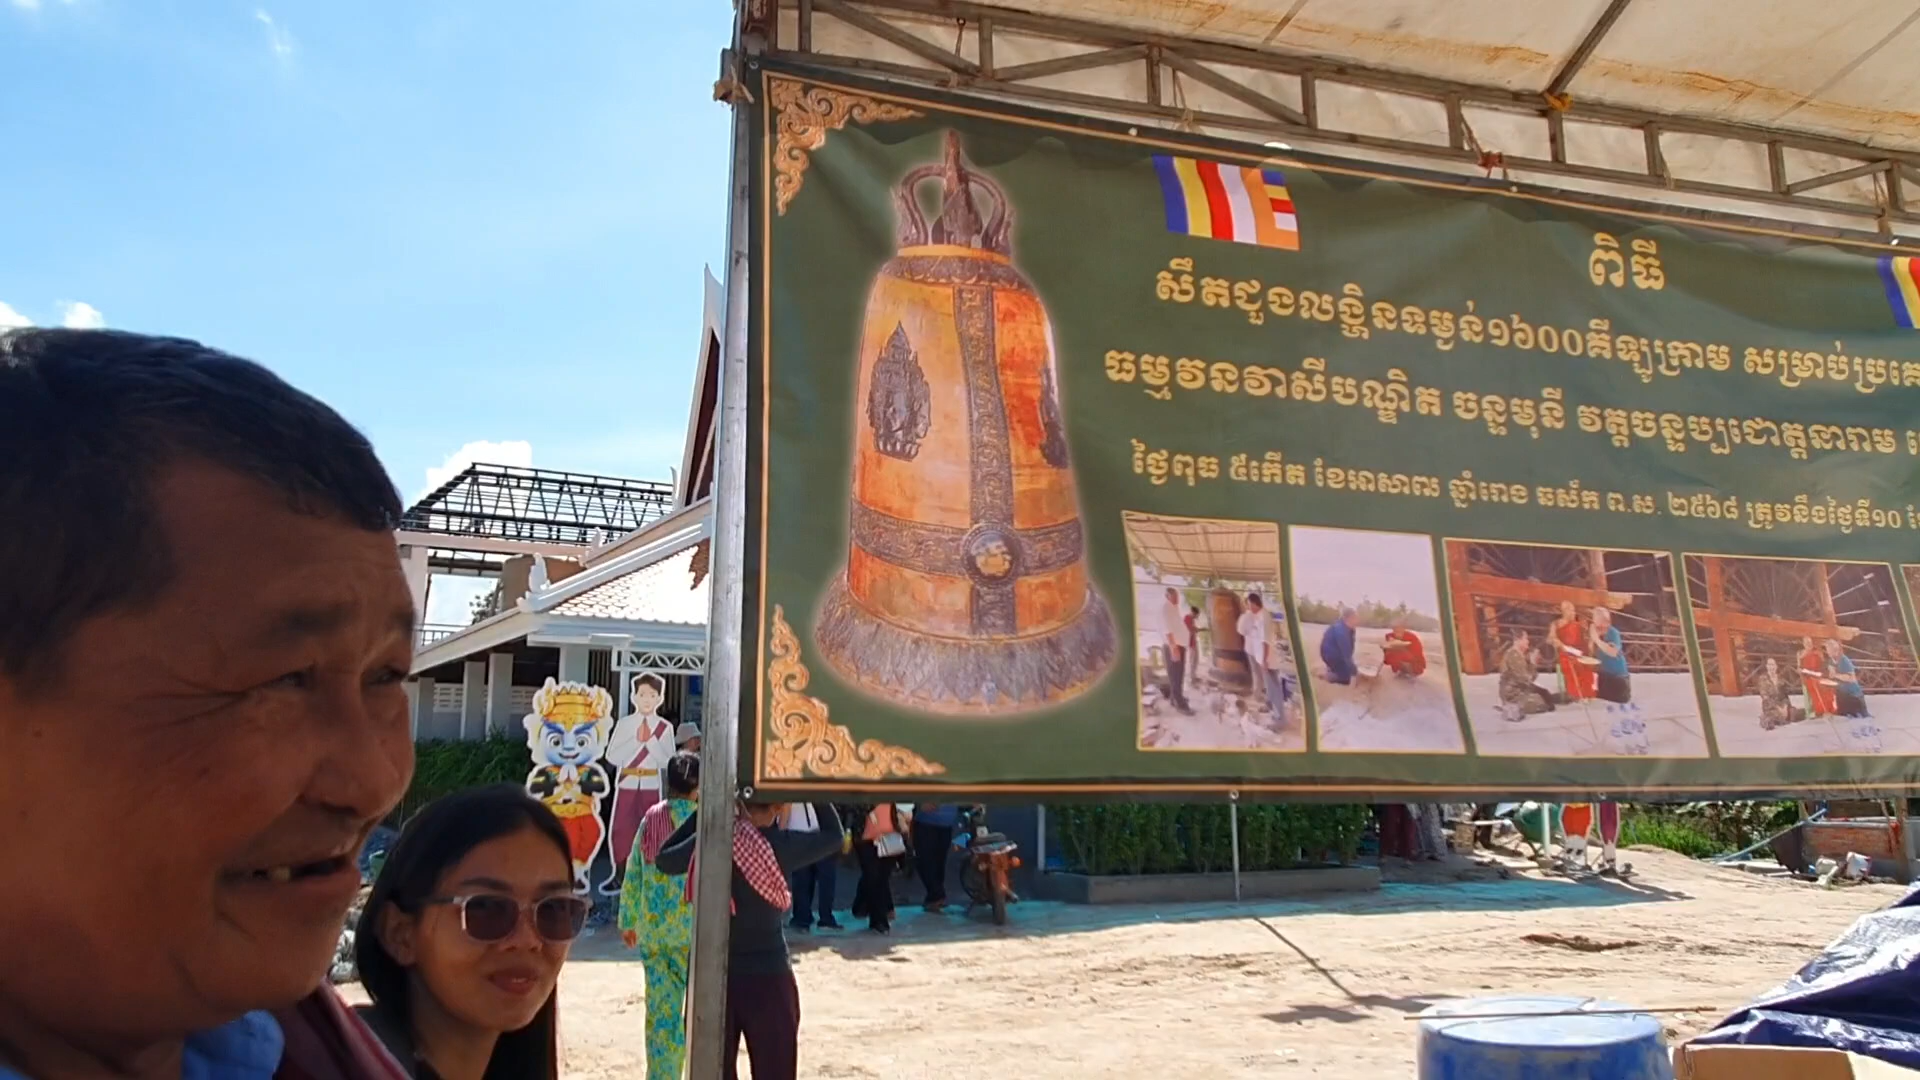 ពិធី
សឹតជួងលង្ហិនទម្ងន់១៦០០គីឡូក្រាម សម្រាប់ប្រគេ
ធម្មវនវាសីបណ្ឌិត ចន្ទមុនី វត្តចន្ទប្បជោត្តនារាម
ថ្ងៃពុធ ៥កើត ខែអាសាឍ ឆ្នាំរោង ឆស័ក ព.ស. ២៥៦៨ ត្រូវនឹងថ្ងៃទី១០